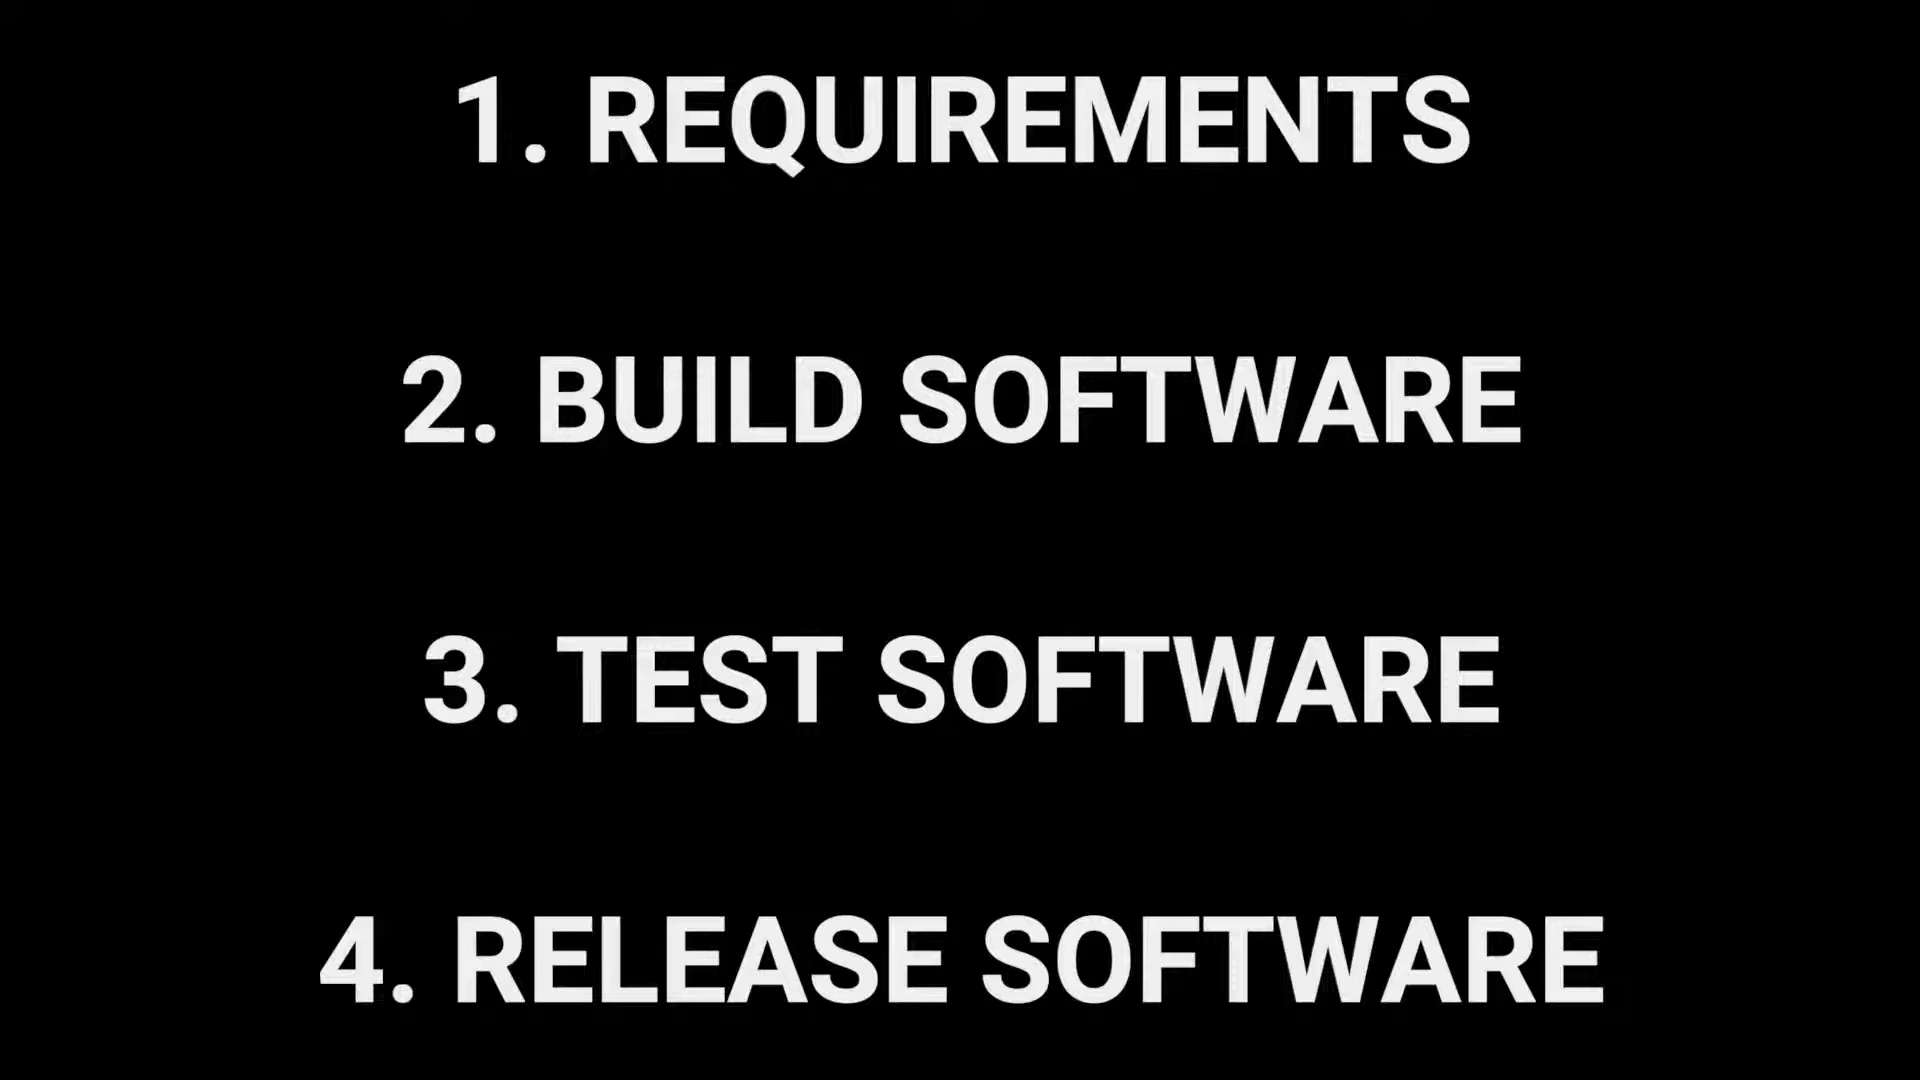 1. REQUIREMENTS
2. BUILD SOFTWARE
3. TEST SOFTWARE
4. RELEASE SOFTWARE